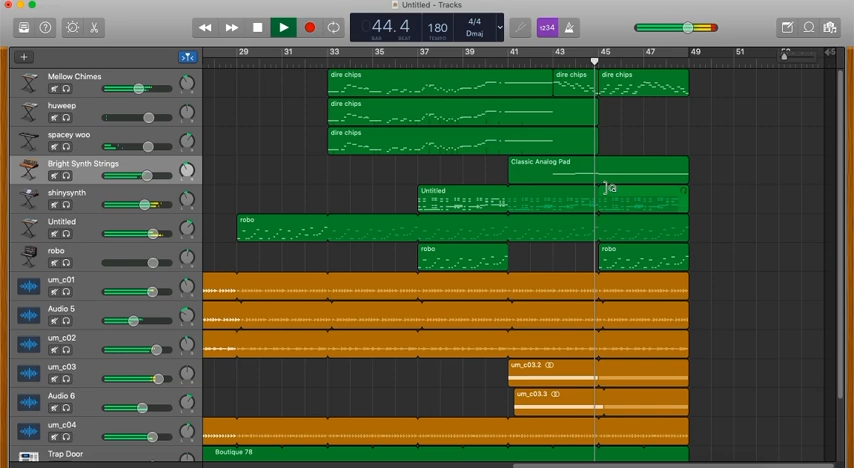 Untitled - Tracks
44.4
BAR BEAT
180
TEMPO
4/4
Dmaj
1234
29 31 33 35 37 39 41 43 45 47 49 51
Mellow Chimes
dire chips dire chips dire chips
huweep
dire chips
spacey woo
dire chips
Bright Synth Strings
Classic Analog Pad
shinysynth
Untitled
Untitled
robo
robo
robo robo
um_c01
Audio 5
um_c02
um_c03
um_c03.2
Audio 6
um_c03.3
um_c04
Trap Door
Boutique 78